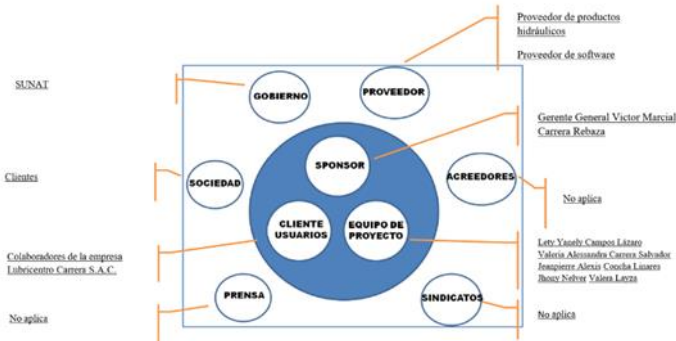 Proveedor de productos
hidráulicos
Proveedor de software
SUNAT
GOBIERNO
PROVEEDOR
Gerente General Victor Marcial
Carrera Rebaza
SPONSOR
Clientes
SOCIEDAD
ACREEDORES
No aplica
CLIENTE
USUARIOS
EQUIPO DE
PROYECTO
Colaboradores de la empresa
Lubricentro Carrera S.A.C.
Lety Yanely Campos Lázaro
Valeria Alessandra Carrera Salvador
Jeanpierre Alexis Concha Linares
Jhony Nelver Valera Layza
PRENSA
SINDICATOS
No aplica
No aplica